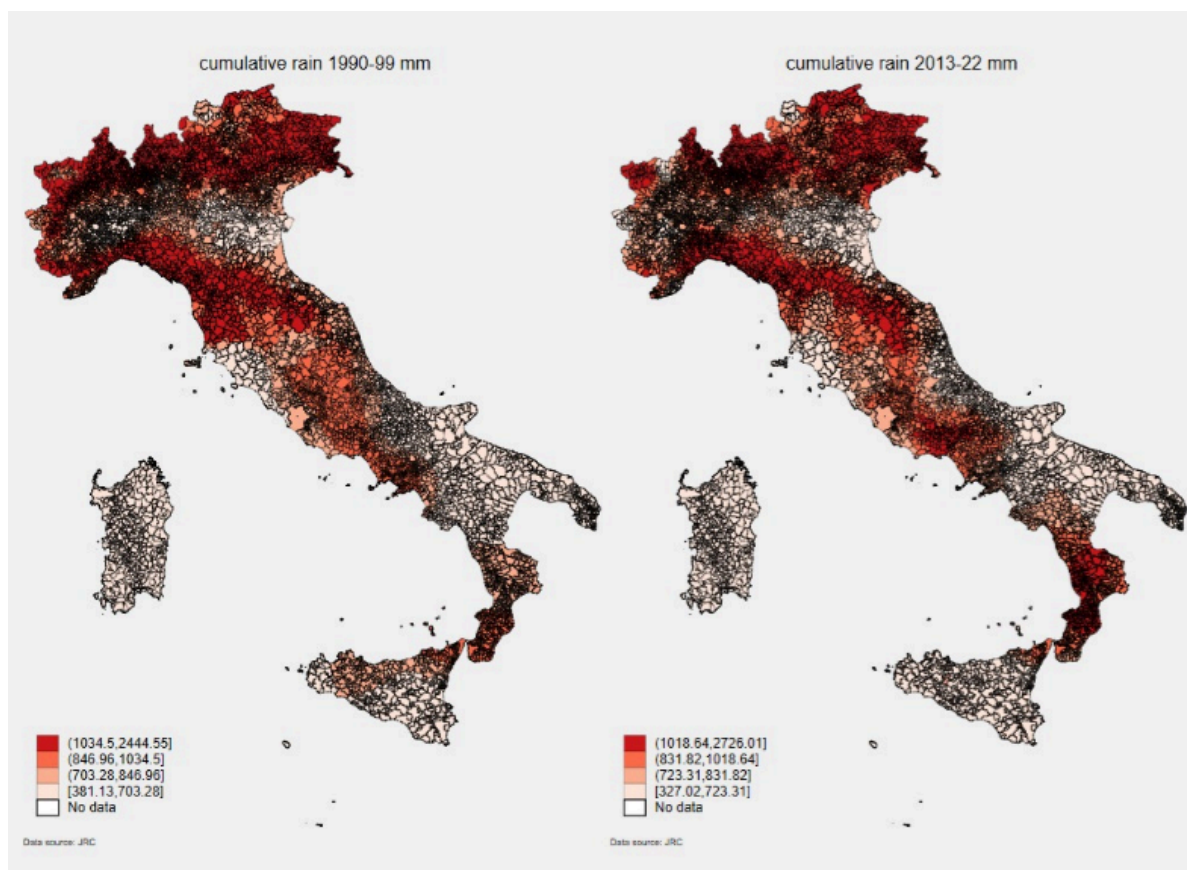 cumulative rain 1990-99 mm
(1034.5,2444.55]
(846.96,1034.5]
(703.28,846.96]
[381.13,703.28]
No data
Data source: JRC
cumulative rain 2013-22 mm
(1018.64,2726.01]
(831.82,1018.64]
(723.31,831.82]
[327.02,723.31]
No data
Data source: JRC